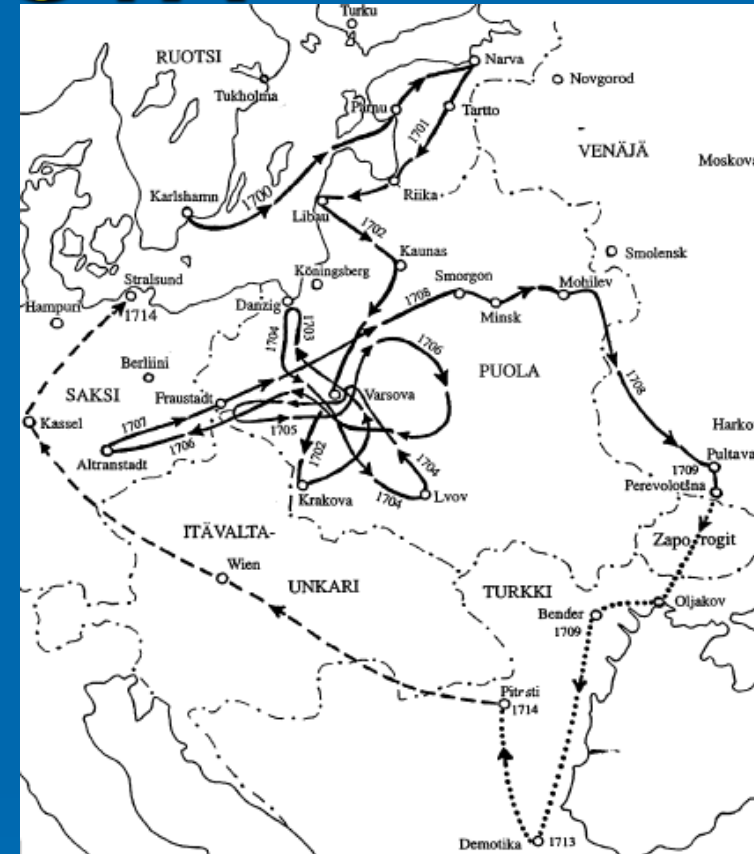 Turku
RUOTSI
Narva
Tukholma
Novgorod
Pärnu
Tartto
1701
VENÄJÄ
Moskova
Karlshamn
1700
Riika
Libau
1702
Kaunas
Smolensk
Köningsberg
Stralsund
1714
Smorgon
Mohilev
Hampuri
Danzig
1708
Minsk
1704
1703
1706
Berliini
PUOLA
SAKSI
Fraustadt
Varsova
1708
1707
Kassel
1705
1706
Harko
Altranstadt
1702
1704
1709
Pultava
Krakova
1704
Lvov
Perevolotšna
ITÄVALTA-
Zaporogit
Wien
UNKARI
TURKKI
Oljakov
Bender
1709
Pitesti
1714
Demotika
1713